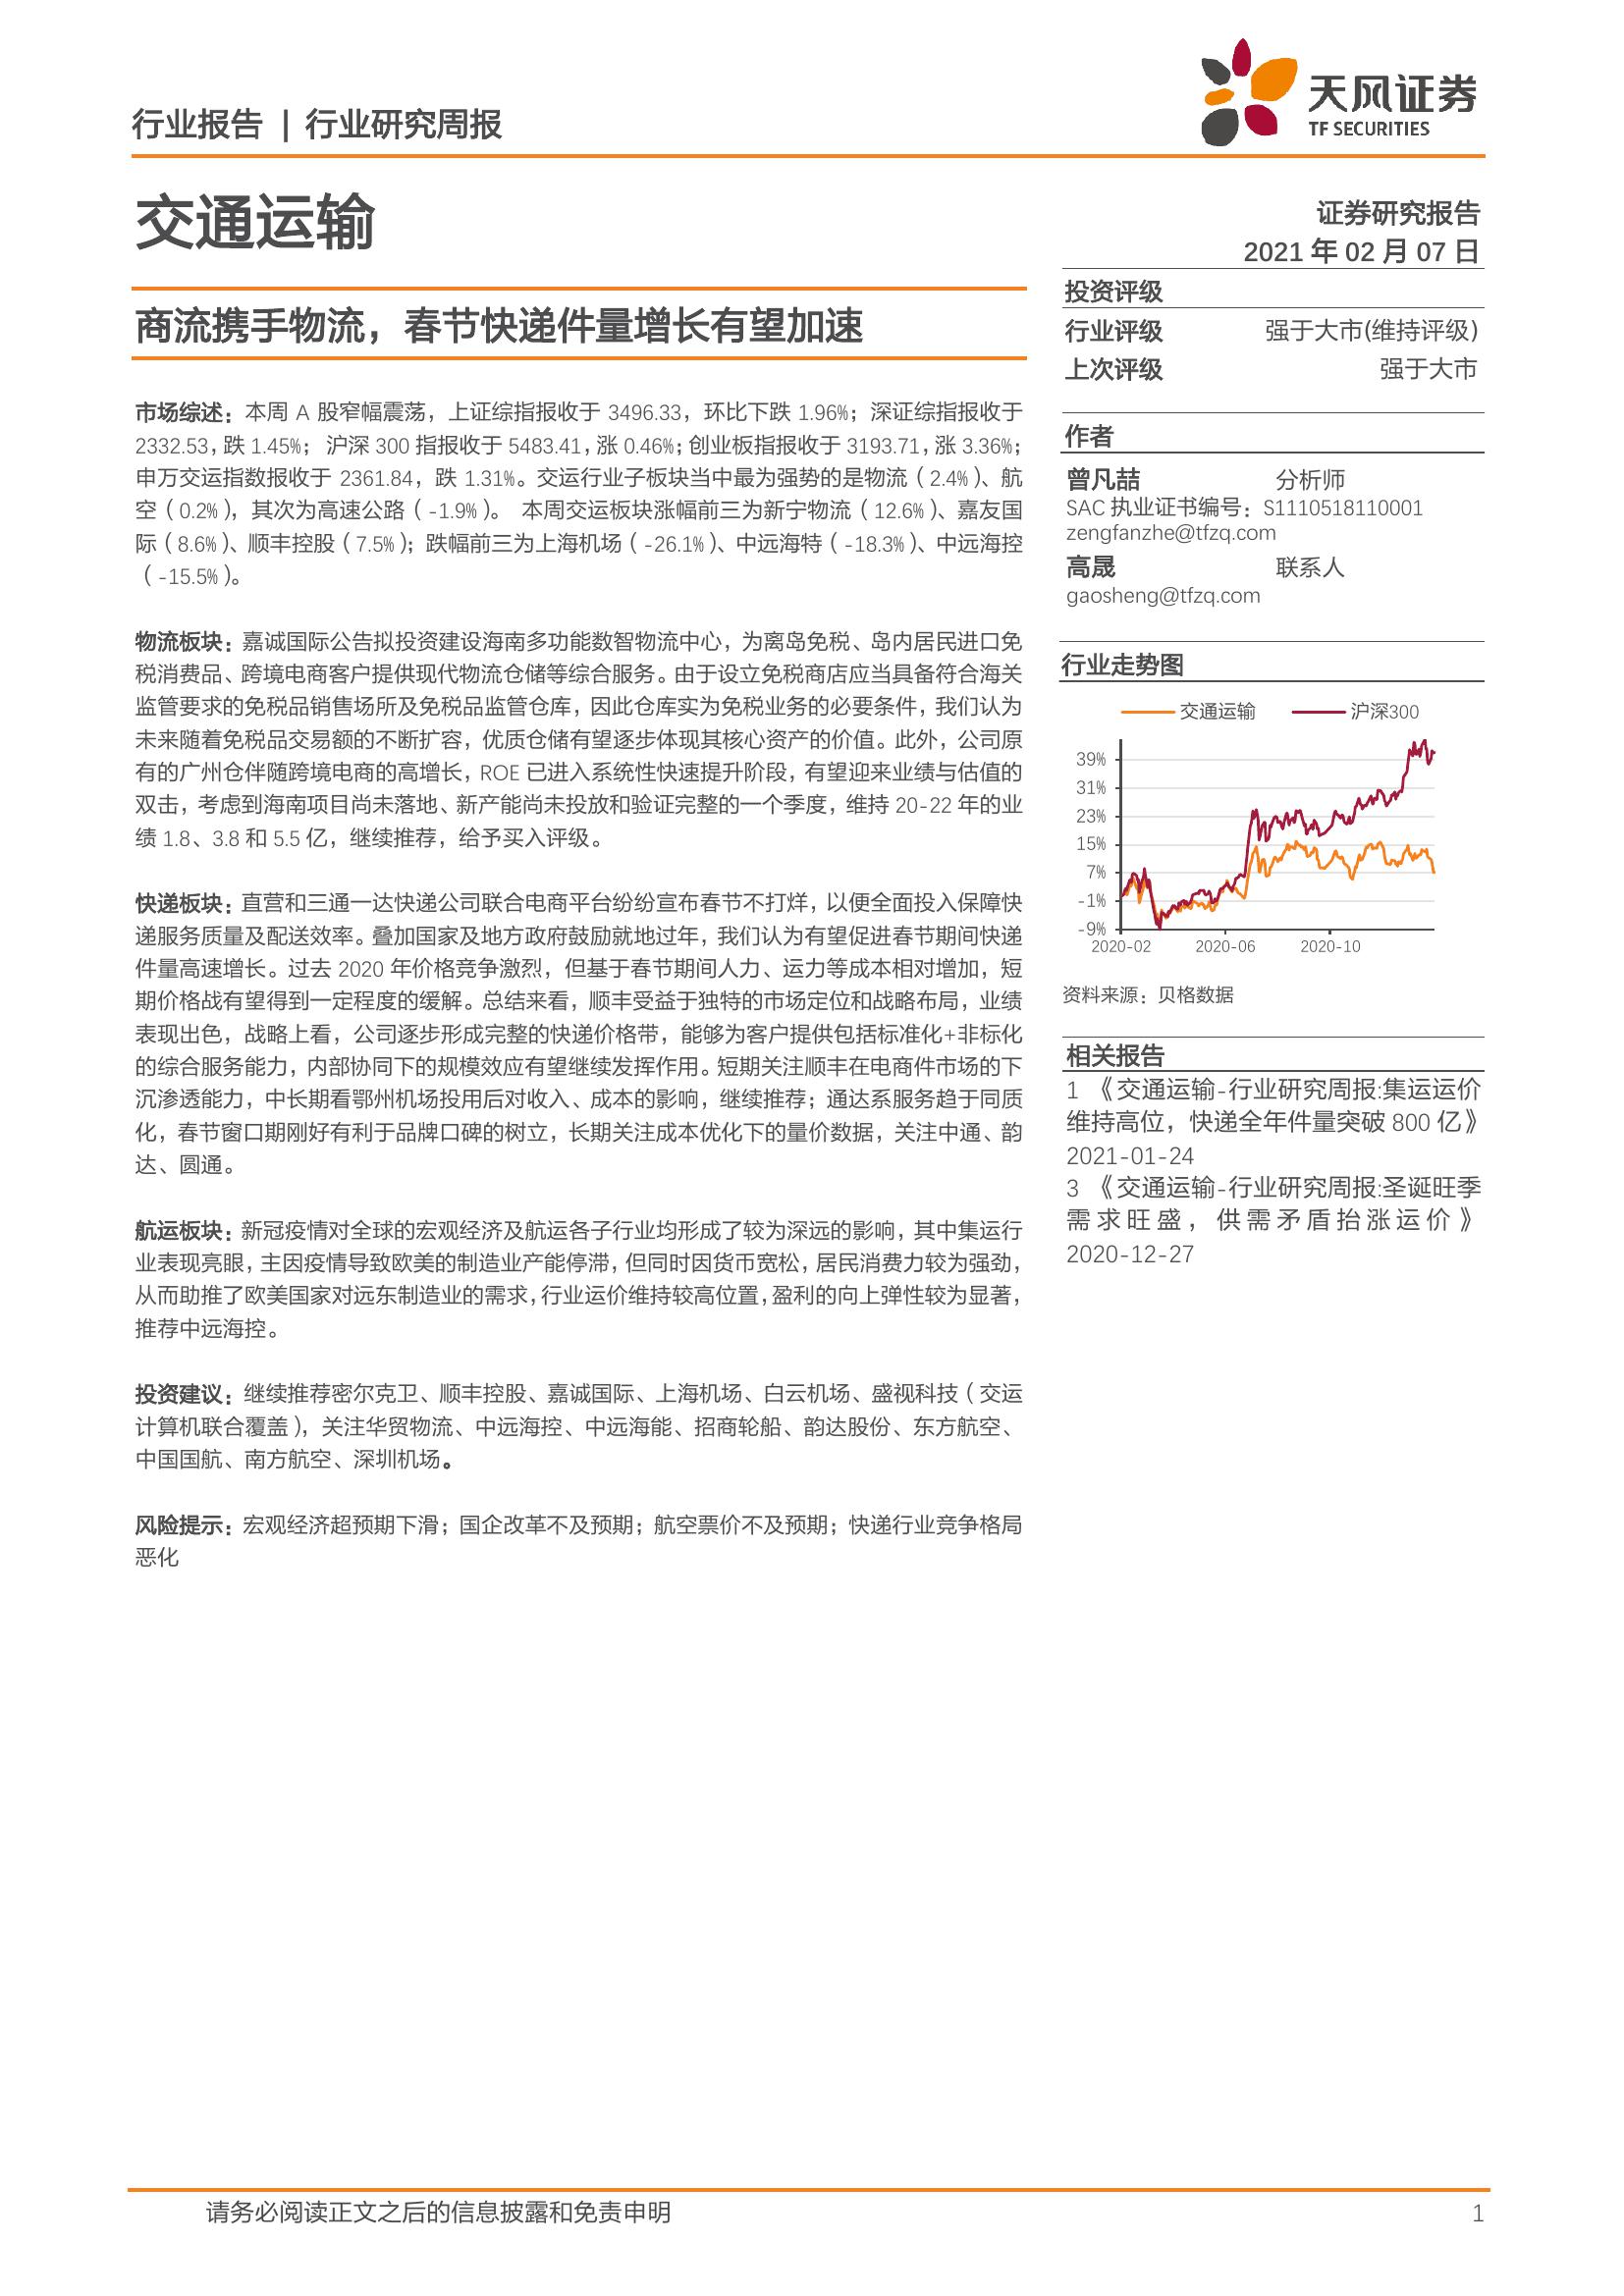 行业报告 | 行业研究周报
天风证券
TF SECURITIES
交通运输
证券研究报告
2021 年 02 月 07 日
商流携手物流，春节快递件量增长有望加速
市场综述：本周 A 股窄幅震荡，上证综指报收于 3496.33，环比下跌 1.96%；深证综指报收于
2332.53，跌 1.45%； 沪深 300 指报收于 5483.41，涨 0.46%；创业板指报收于 3193.71，涨 3.36%；
申万交运指数报收于 2361.84，跌 1.31%。交运行业子板块当中最为强势的是物流（2.4%）、航
空（0.2%），其次为高速公路（-1.9%）。 本周交运板块涨幅前三为新宁物流（12.6%）、嘉友国
际（8.6%）、顺丰控股（7.5%）；跌幅前三为上海机场（-26.1%）、中远海特（-18.3%）、中远海控
（-15.5%）。
物流板块：嘉诚国际公告拟投资建设海南多功能数智物流中心，为离岛免税、岛内居民进口免
税消费品、跨境电商客户提供现代物流仓储等综合服务。由于设立免税商店应当具备符合海关
监管要求的免税品销售场所及免税品监管仓库，因此仓库实为免税业务的必要条件，我们认为
未来随着免税品交易额的不断扩容，优质仓储有望逐步体现其核心资产的价值。此外，公司原
有的广州仓伴随跨境电商的高增长，ROE 已进入系统性快速提升阶段，有望迎来业绩与估值的
双击，考虑到海南项目尚未落地、新产能尚未投放和验证完整的一个季度，维持 20-22 年的业
绩 1.8、3.8 和 5.5 亿，继续推荐，给予买入评级。
快递板块：直营和三通一达快递公司联合电商平台纷纷宣布春节不打烊，以便全面投入保障快
递服务质量及配送效率。叠加国家及地方政府鼓励就地过年，我们认为有望促进春节期间快递
件量高速增长。过去 2020 年价格竞争激烈，但基于春节期间人力、运力等成本相对增加，短
期价格战有望得到一定程度的缓解。总结来看，顺丰受益于独特的市场定位和战略布局，业绩
表现出色，战略上看，公司逐步形成完整的快递价格带，能够为客户提供包括标准化+非标化
的综合服务能力，内部协同下的规模效应有望继续发挥作用。短期关注顺丰在电商件市场的下
沉渗透能力，中长期看鄂州机场投用后对收入、成本的影响，继续推荐；通达系服务趋于同质
化，春节窗口期刚好有利于品牌口碑的树立，长期关注成本优化下的量价数据，关注中通、韵
达、圆通。
航运板块：新冠疫情对全球的宏观经济及航运各子行业均形成了较为深远的影响，其中集运行
业表现亮眼，主因疫情导致欧美的制造业产能停滞，但同时因货币宽松，居民消费力较为强劲，
从而助推了欧美国家对远东制造业的需求，行业运价维持较高位置，盈利的向上弹性较为显著，
推荐中远海控。
投资建议：继续推荐密尔克卫、顺丰控股、嘉诚国际、上海机场、白云机场、盛视科技（交运
计算机联合覆盖），关注华贸物流、中远海控、中远海能、招商轮船、韵达股份、东方航空、
中国国航、南方航空、深圳机场。
风险提示：宏观经济超预期下滑；国企改革不及预期；航空票价不及预期；快递行业竞争格局
恶化
投资评级
行业评级 强于大市(维持评级)
上次评级 强于大市
作者
曾凡喆 分析师
SAC 执业证书编号：S1110518110001
zengfanzhe@tfzq.com
高晟 联系人
gaosheng@tfzq.com
行业走势图
交通运输 沪深300
39%
31%
23%
15%
7%
-1%
-9%
2020-02 2020-06 2020-10
资料来源：贝格数据
相关报告
1 《交通运输-行业研究周报:集运运价
维持高位，快递全年件量突破 800 亿》
2021-01-24
3 《交通运输-行业研究周报:圣诞旺季
需求旺盛，供需矛盾抬涨运价》
2020-12-27
请务必阅读正文之后的信息披露和免责申明 1